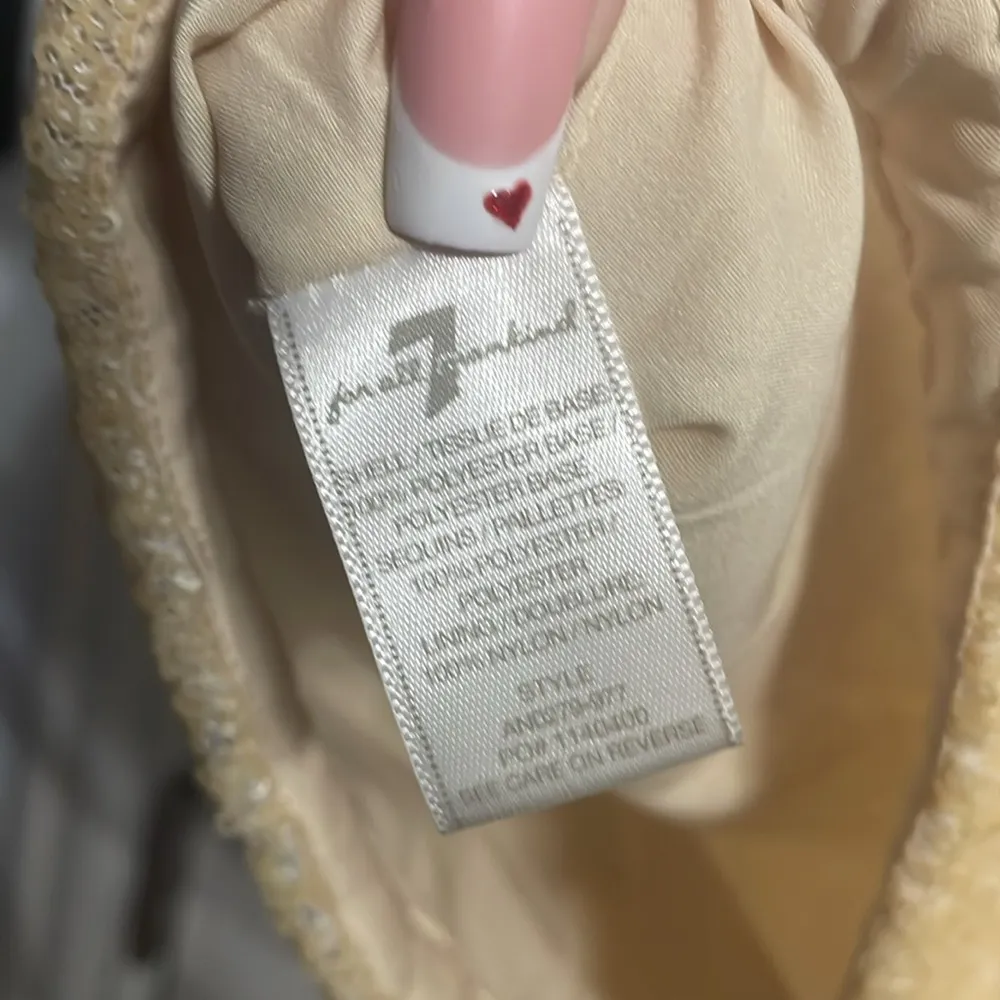 7
for all mankind
SHELL / TISSUE DE BASE
100% POLYESTER BASE /
POLYESTER BASE
SEQUINS / PAILLETTES
100% POLYESTER /
POLYESTER
LINING / DOUBLURE
100% NYLON / NYLON
STYLE
PO# 1140400
SEE CARE ON REVERSE